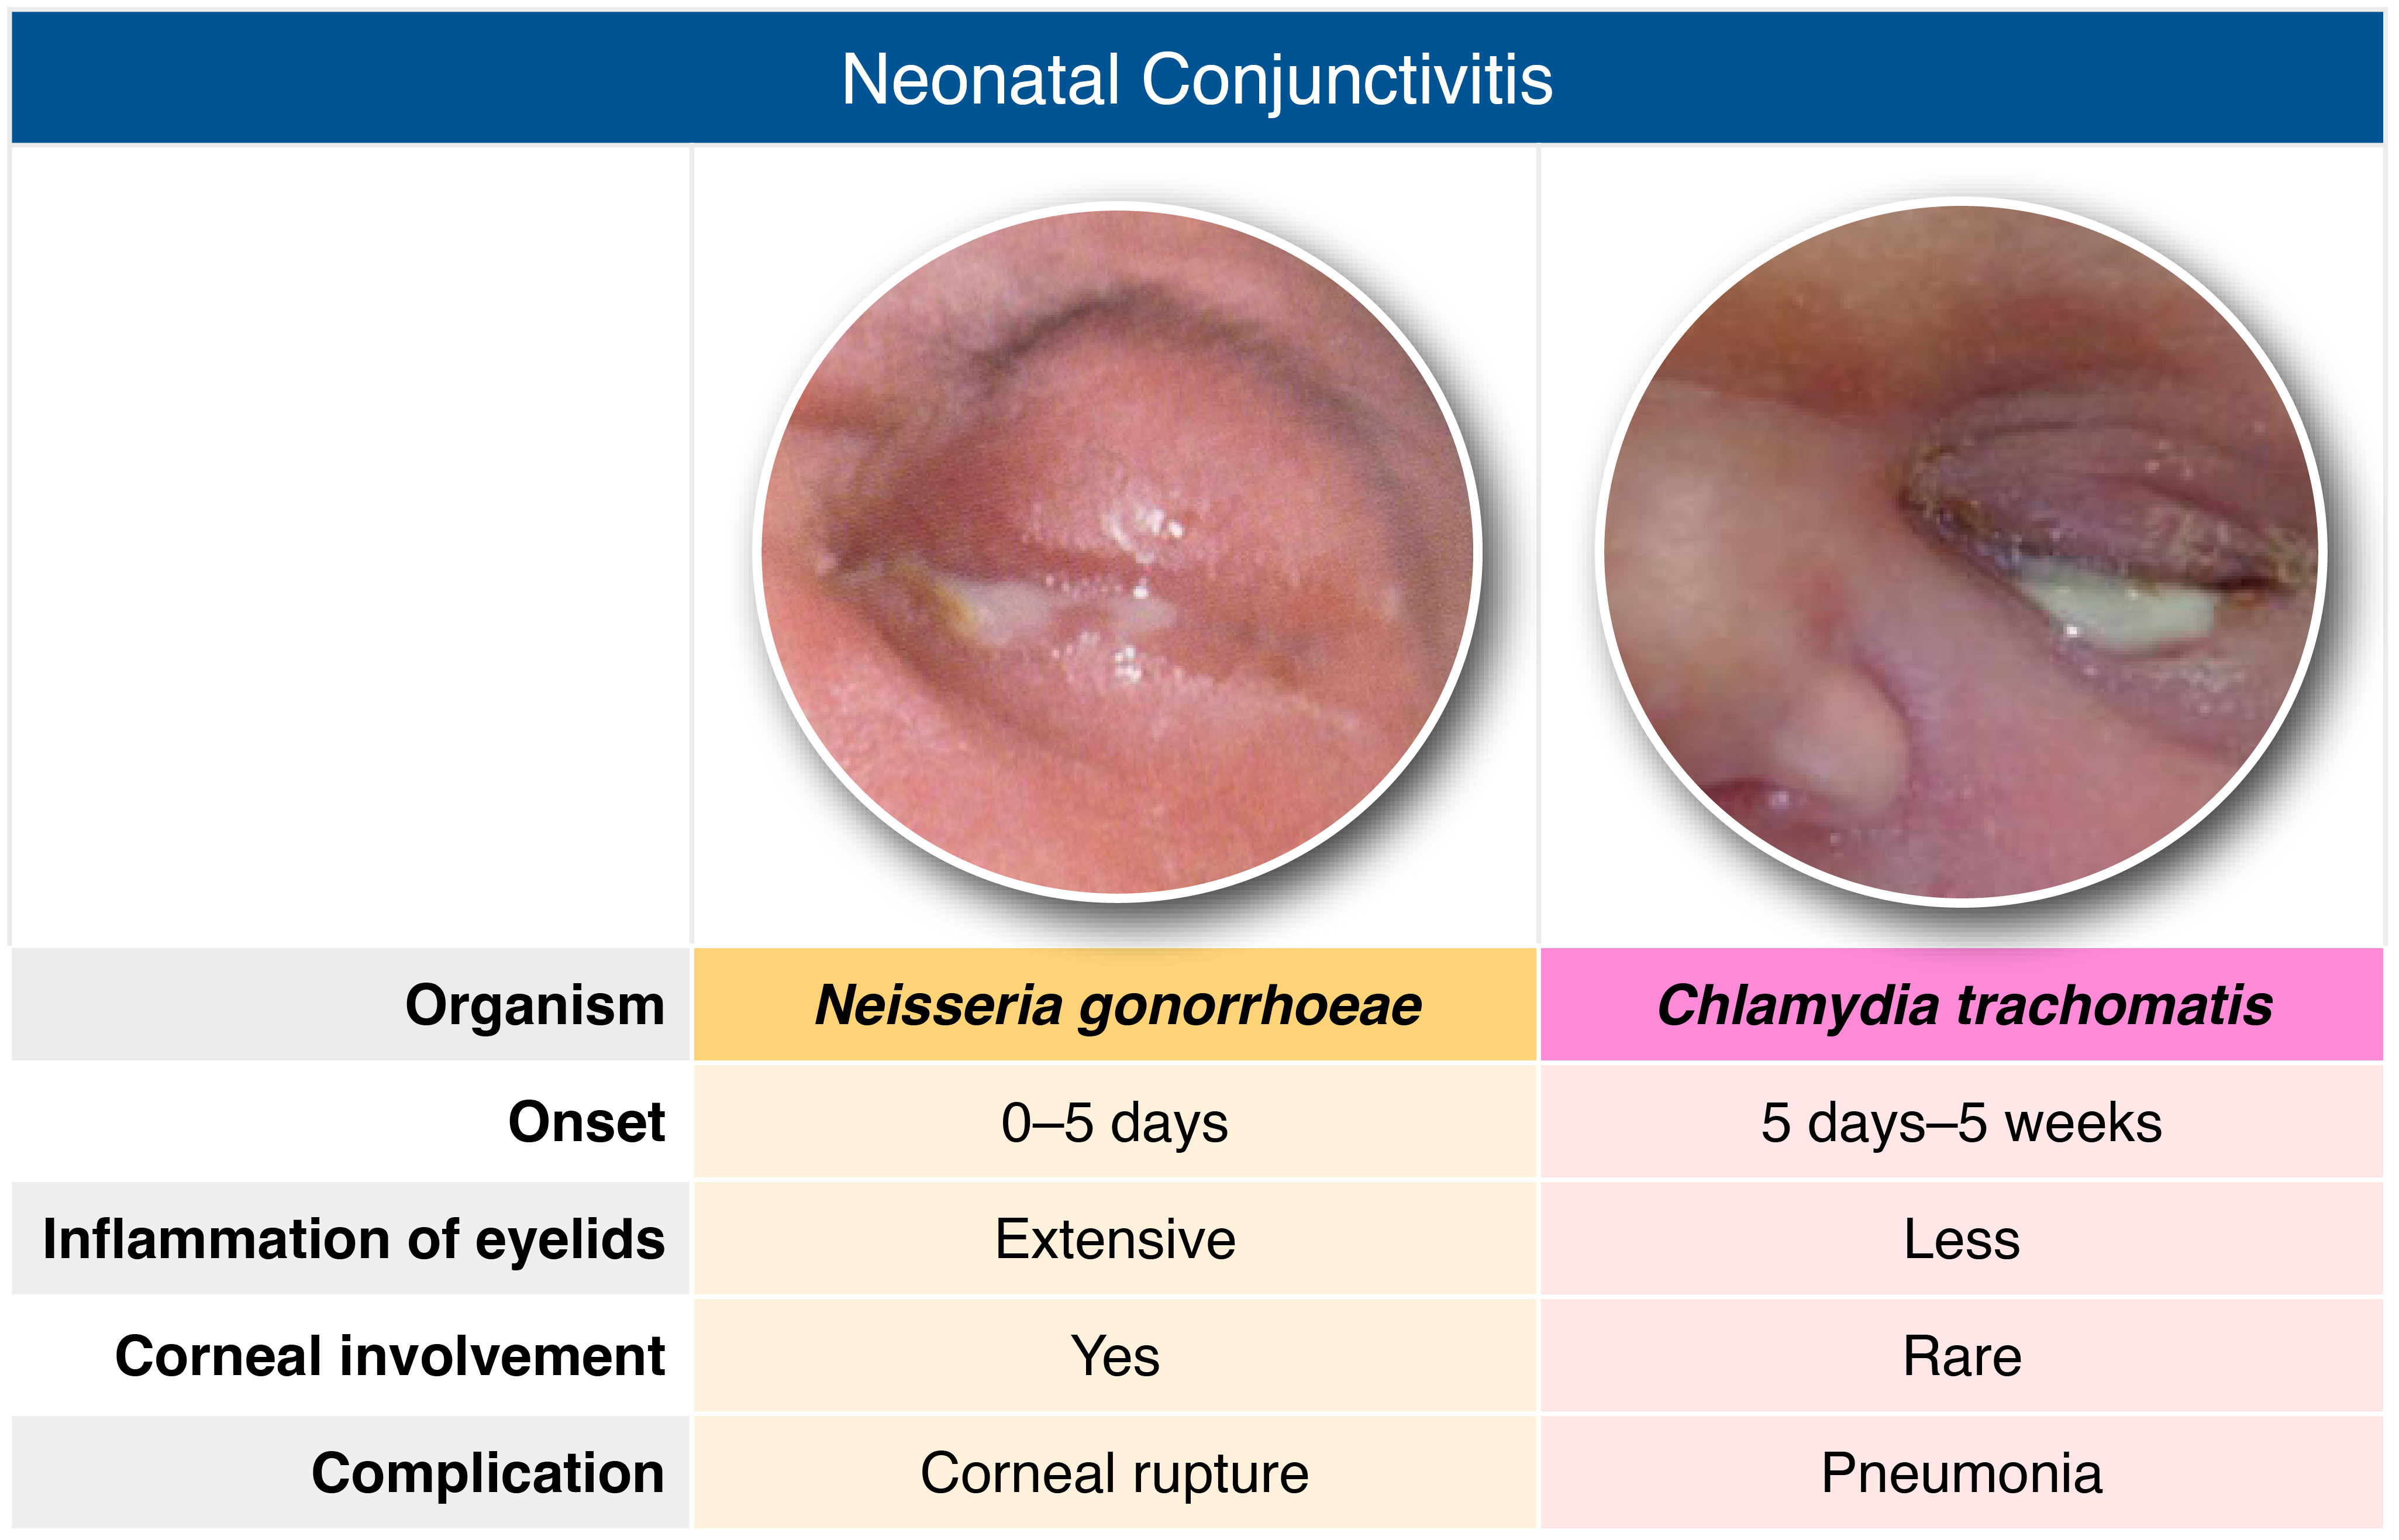 Neonatal Conjunctivitis
Organism Neisseria gonorrhoeae Chlamydia trachomatis
Onset 0–5 days 5 days–5 weeks
Inflammation of eyelids Extensive Less
Corneal involvement Yes Rare
Complication Corneal rupture Pneumonia